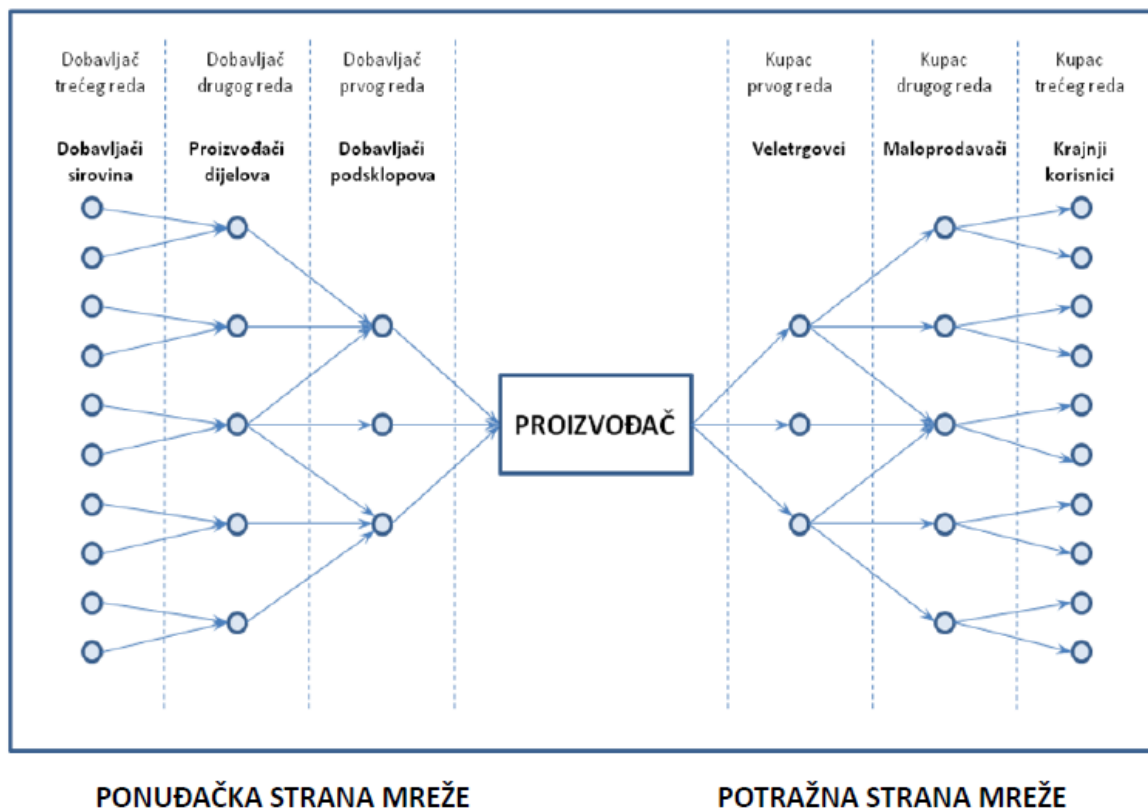 Dobavljač
trećeg reda
Dobavljači
sirovina
Dobavljač
drugog reda
Proizvođači
dijelova
Dobavljač
prvog reda
Dobavljači
podsklopova
PROIZVOĐAČ
Kupac
prvog reda
Veletrgovci
Kupac
drugog reda
Maloprodavači
Kupac
trećeg reda
Krajnji
korisnici
PONUĐAČKA STRANA MREŽE
POTRAŽNA STRANA MREŽE